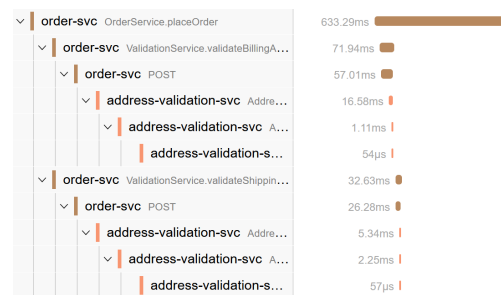 order-svc OrderService.placeOrder 633.29ms
order-svc ValidationService.validateBillingA... 71.94ms
order-svc POST 57.01ms
address-validation-svc Addre... 16.58ms
address-validation-svc A... 1.11ms
address-validation-s... 54μs
order-svc ValidationService.validateShippin... 32.63ms
order-svc POST 26.28ms
address-validation-svc Addre... 5.34ms
address-validation-svc A... 2.25ms
address-validation-s... 57μs